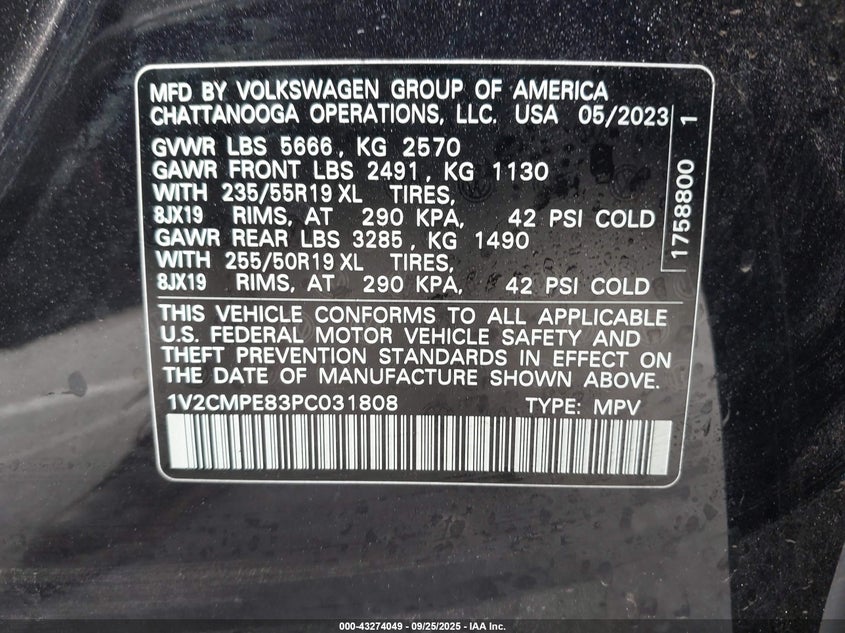 MFD BY VOLKSWAGEN GROUP OF AMERICA
CHATTANOOGA OPERATIONS, LLC. USA 05/2023
GVWR LBS 5666, KG 2570
GAWR FRONT LBS 2491, KG 1130
WITH 235/55R19 XL TIRES,
8JX19 RIMS, AT 290 KPA, 42 PSI COLD
GAWR REAR LBS 3285, KG 1490
WITH 255/50R19 XL TIRES,
8JX19 RIMS, AT 290 KPA, 42 PSI COLD
1758800 1
THIS VEHICLE CONFORMS TO ALL APPLICABLE
U.S. FEDERAL MOTOR VEHICLE SAFETY AND
THEFT PREVENTION STANDARDS IN EFFECT ON
THE DATE OF MANUFACTURE SHOWN ABOVE.
1V2CMPE83PC031808 TYPE: MPV
000-43274049 - 09/25/2025 - IAA Inc.